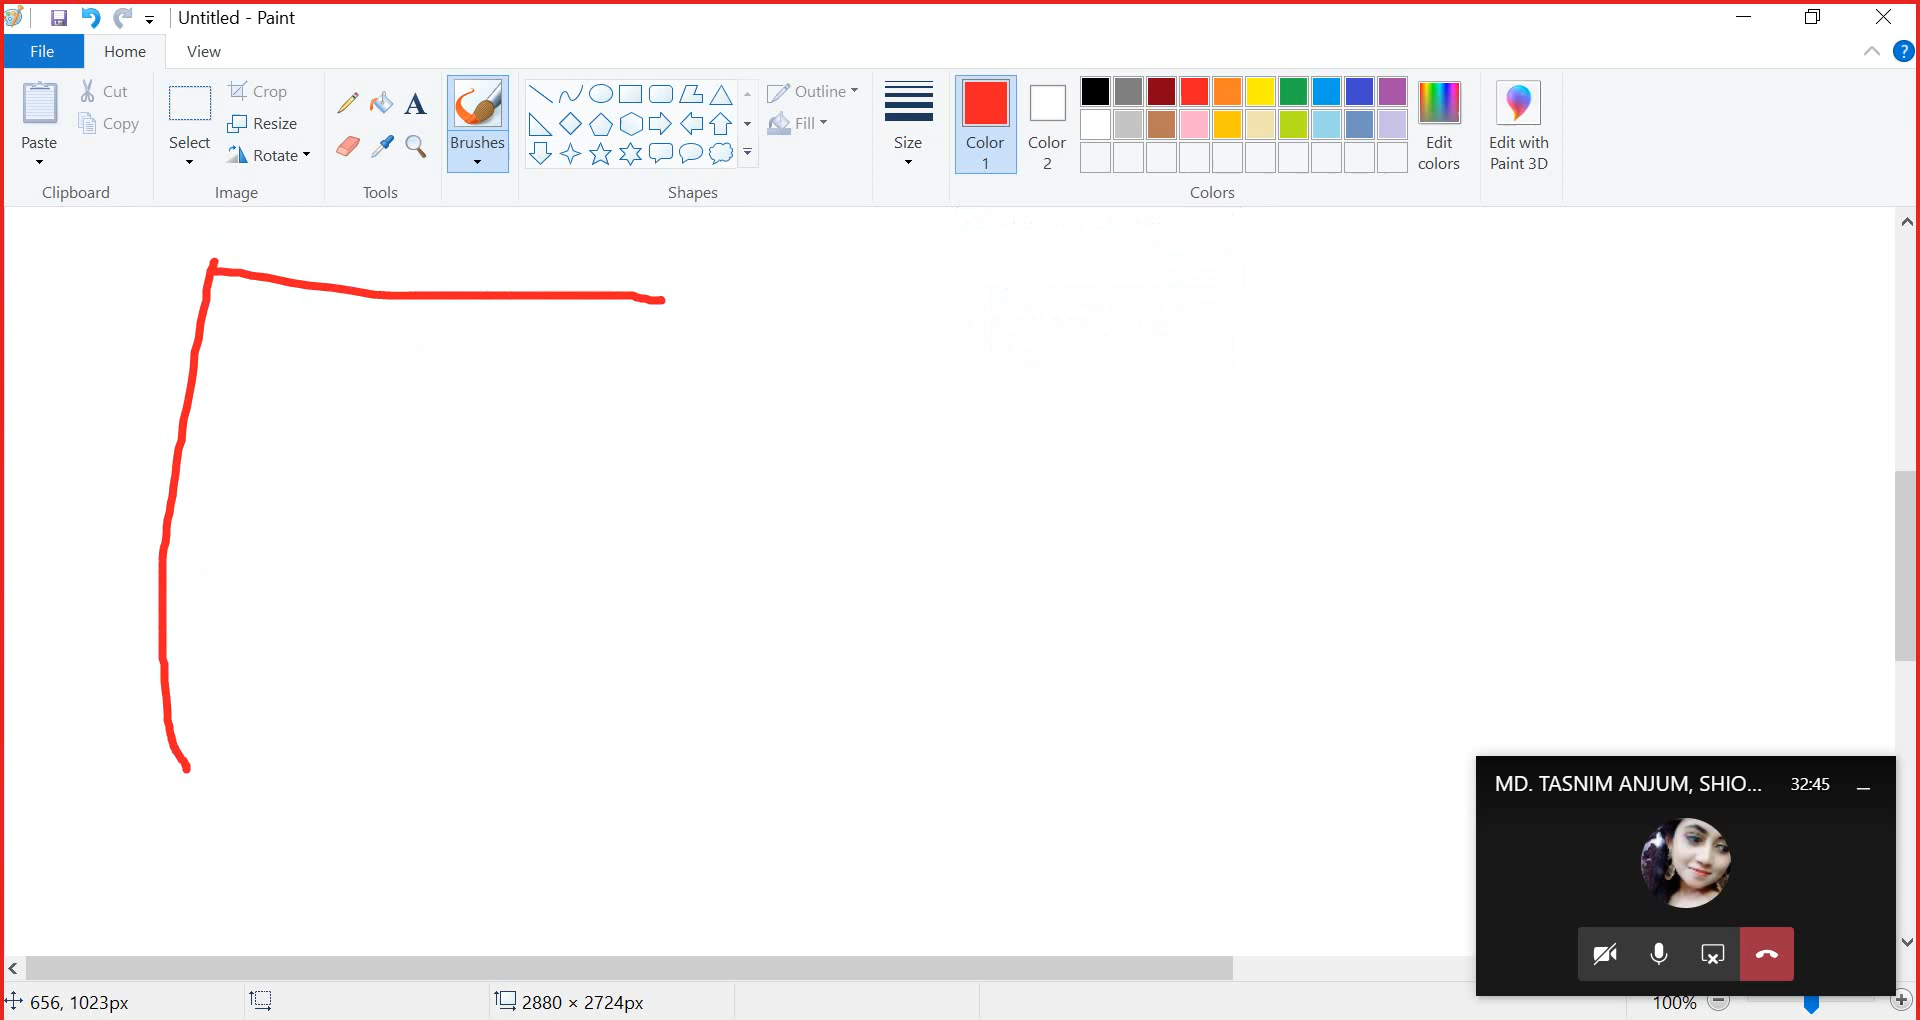 Untitled - Paint
File
Home
View
Paste
Cut
Copy
Clipboard
Select
Crop
Resize
Rotate
Image
A
Tools
Brushes
Shapes
Outline
Fill
Size
Color
1
Color
2
Colors
Edit
colors
Edit with
Paint 3D
?
MD. TASNIM ANJUM, SHIO...
32:45
656, 1023px
2880 × 2724px
100%